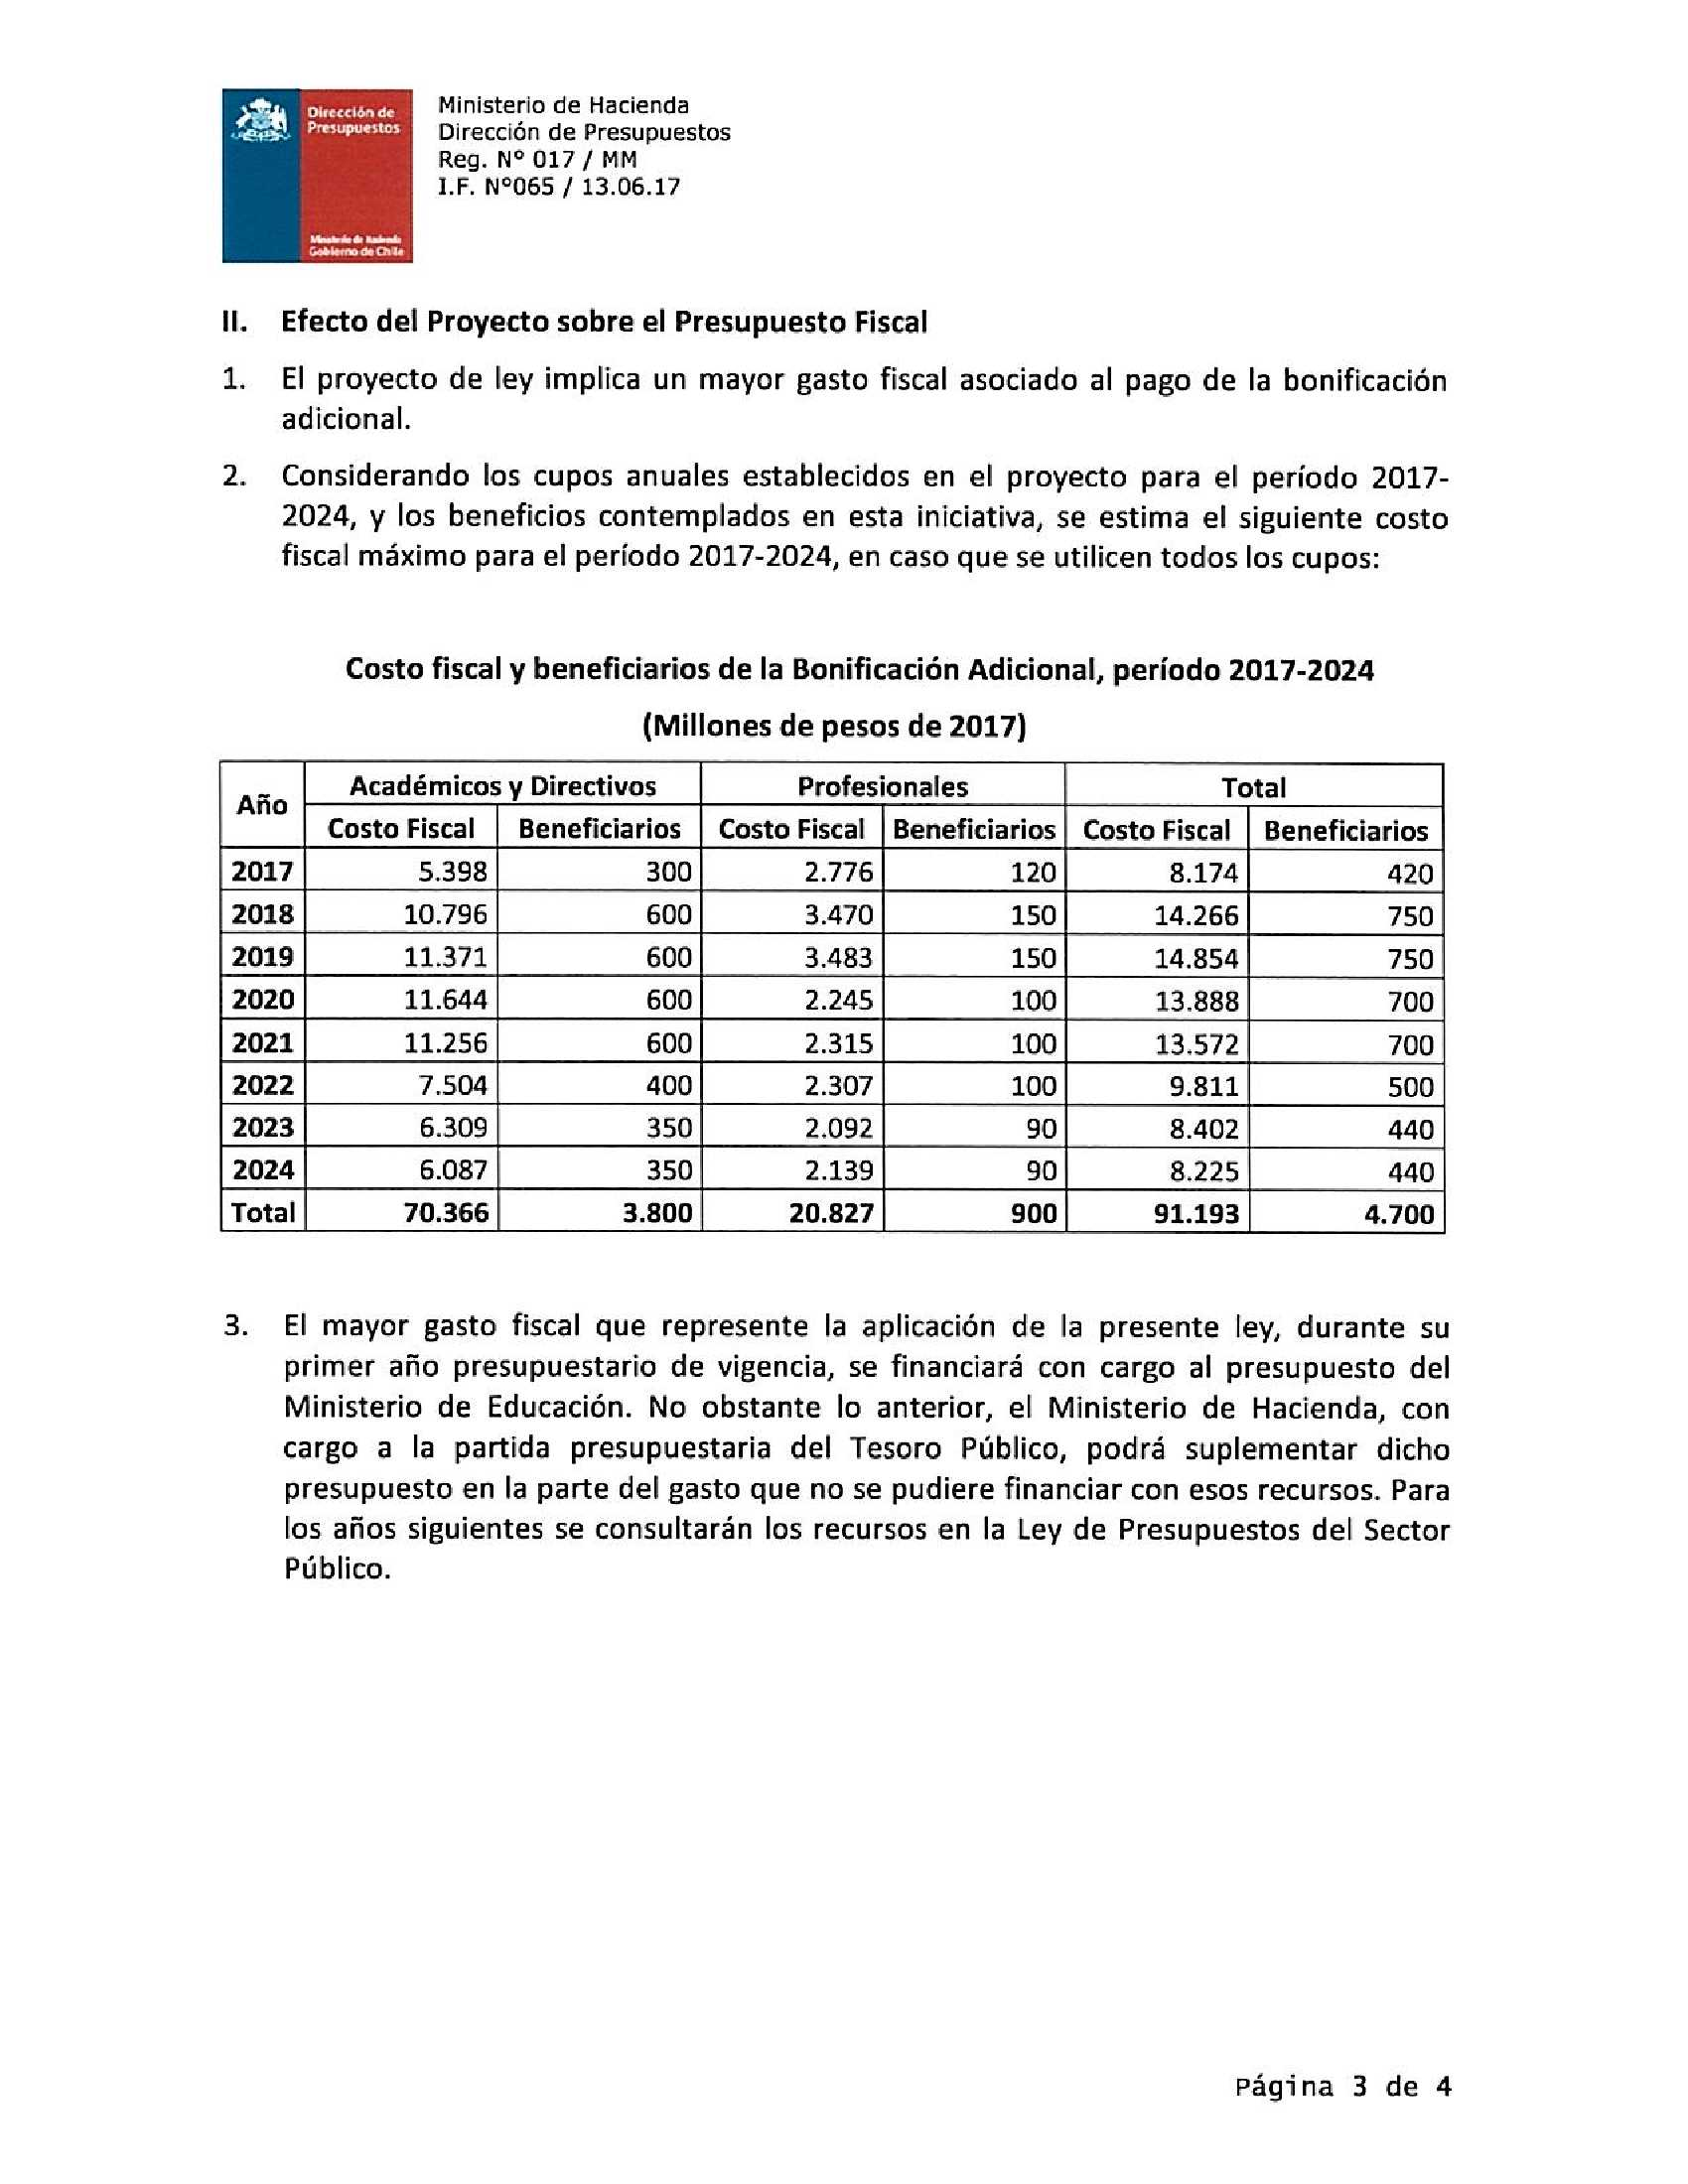 Dirección de
Presupuestos
Ministerio de Hacienda
Gobierno de Chile
Ministerio de Hacienda
Dirección de Presupuestos
Reg. Nº 017 / MM
I.F. Nº065 / 13.06.17
II. Efecto del Proyecto sobre el Presupuesto Fiscal
1. El proyecto de ley implica un mayor gasto fiscal asociado al pago de la bonificación
adicional.
2. Considerando los cupos anuales establecidos en el proyecto para el período 2017-
2024, y los beneficios contemplados en esta iniciativa, se estima el siguiente costo
fiscal máximo para el período 2017-2024, en caso que se utilicen todos los cupos:
Costo fiscal y beneficiarios de la Bonificación Adicional, período 2017-2024
(Millones de pesos de 2017)
Año Académicos y Directivos Profesionales Total
Costo Fiscal Beneficiarios Costo Fiscal Beneficiarios Costo Fiscal Beneficiarios
2017 5.398 300 2.776 120 8.174 420
2018 10.796 600 3.470 150 14.266 750
2019 11.371 600 3.483 150 14.854 750
2020 11.644 600 2.245 100 13.888 700
2021 11.256 600 2.315 100 13.572 700
2022 7.504 400 2.307 100 9.811 500
2023 6.309 350 2.092 90 8.402 440
2024 6.087 350 2.139 90 8.225 440
Total 70.366 3.800 20.827 900 91.193 4.700
3. El mayor gasto fiscal que represente la aplicación de la presente ley, durante su
primer año presupuestario de vigencia, se financiará con cargo al presupuesto del
Ministerio de Educación. No obstante lo anterior, el Ministerio de Hacienda, con
cargo a la partida presupuestaria del Tesoro Público, podrá suplementar dicho
presupuesto en la parte del gasto que no se pudiere financiar con esos recursos. Para
los años siguientes se consultarán los recursos en la Ley de Presupuestos del Sector
Público.
Página 3 de 4